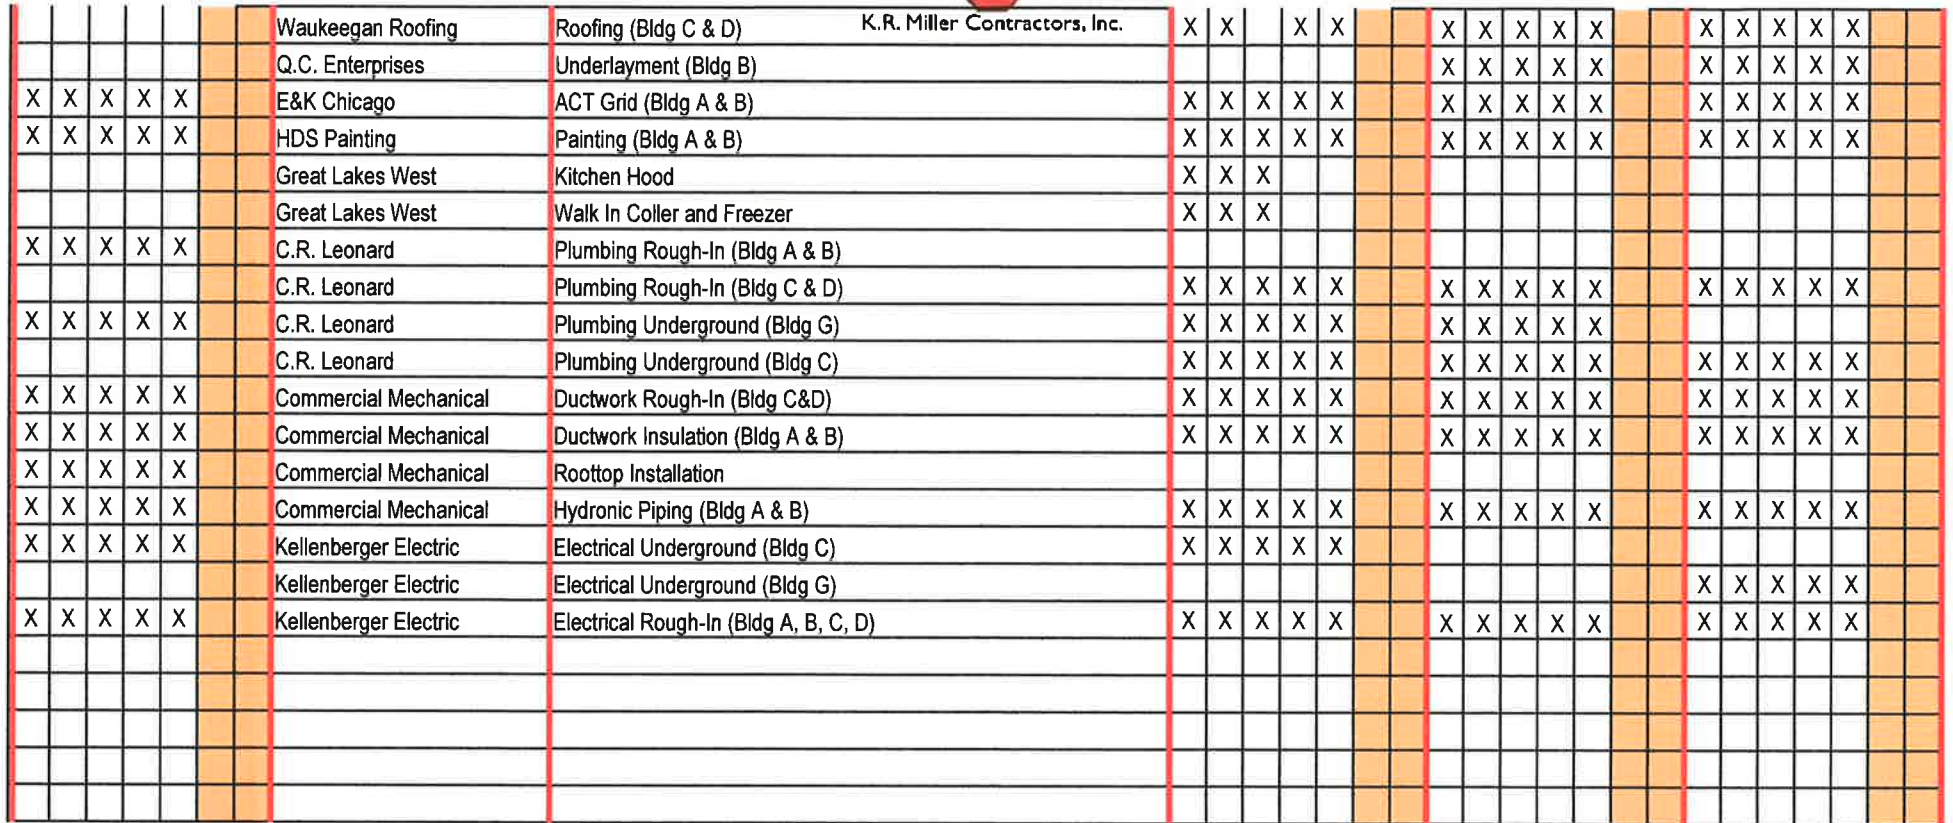 K.R. Miller Contractors, Inc.
Waukeegan Roofing Roofing (Bldg C & D) X X X X X X X X X X X X X X
Q.C. Enterprises Underlayment (Bldg B) X X X X X X X X X X
X X X X X E&K Chicago ACT Grid (Bldg A & B) X X X X X X X X X X X X X X X
X X X X X HDS Painting Painting (Bldg A & B) X X X X X X X X X X X X X X X
Great Lakes West Kitchen Hood X X X
Great Lakes West Walk In Coller and Freezer X X X
X X X X X C.R. Leonard Plumbing Rough-In (Bldg A & B)
C.R. Leonard Plumbing Rough-In (Bldg C & D) X X X X X X X X X X X X X X X
X X X X X C.R. Leonard Plumbing Underground (Bldg G) X X X X X X X X X X
C.R. Leonard Plumbing Underground (Bldg C) X X X X X X X X X X X X X X X
X X X X X Commercial Mechanical Ductwork Rough-In (Bldg C&D) X X X X X X X X X X X X X X X
X X X X X Commercial Mechanical Ductwork Insulation (Bldg A & B) X X X X X X X X X X X X X X X
X X X X X Commercial Mechanical Roottop Installation
X X X X X Commercial Mechanical Hydronic Piping (Bldg A & B) X X X X X X X X X X X X X X X
X X X X X Kellenberger Electric Electrical Underground (Bldg C) X X X X X
Kellenberger Electric Electrical Underground (Bldg G) X X X X X
X X X X X Kellenberger Electric Electrical Rough-In (Bldg A, B, C, D) X X X X X X X X X X X X X X X